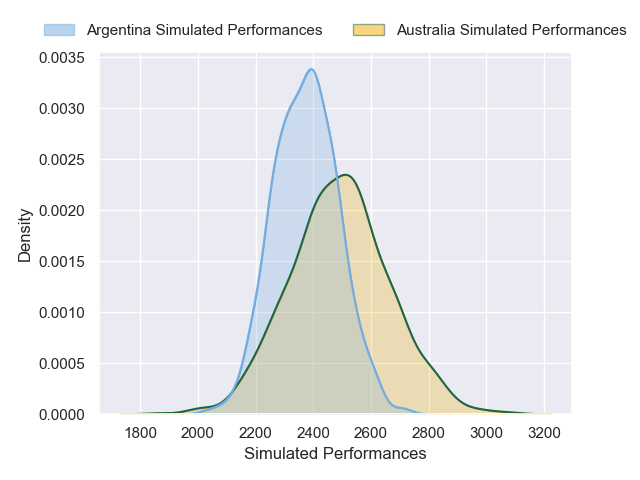 Argentina Simulated Performances Australia Simulated Performances
0.0035
0.0030
0.0025
0.0020
0.0015
0.0010
0.0005
0.0000
Density
1800 2000 2200 2400 2600 2800 3000 3200
Simulated Performances